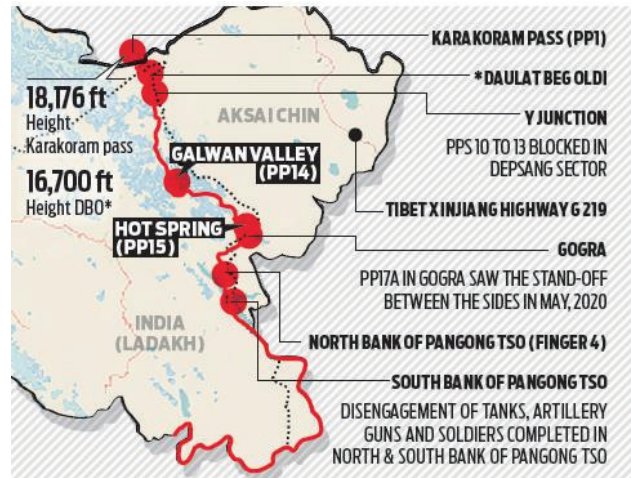 KARAKORAM PASS (PP1)
*DAULAT BEG OLDI
18,176 ft
Height
Karakoram pass
16,700 ft
Height DBO*
AKSAI CHIN
Y JUNCTION
PPS 10 TO 13 BLOCKED IN
DEPSANG SECTOR
GALWAN VALLEY
(PP14)
TIBET XINJIANG HIGHWAY G 219
HOT SPRING
(PP15)
GOGRA
PP17A IN GOGRA SAW THE STAND-OFF
BETWEEN THE SIDES IN MAY, 2020
INDIA
(LADAKH)
NORTH BANK OF PANGONG TSO (FINGER 4)
SOUTH BANK OF PANGONG TSO
DISENGAGEMENT OF TANKS, ARTILLERY
GUNS AND SOLDIERS COMPLETED IN
NORTH & SOUTH BANK OF PANGONG TSO